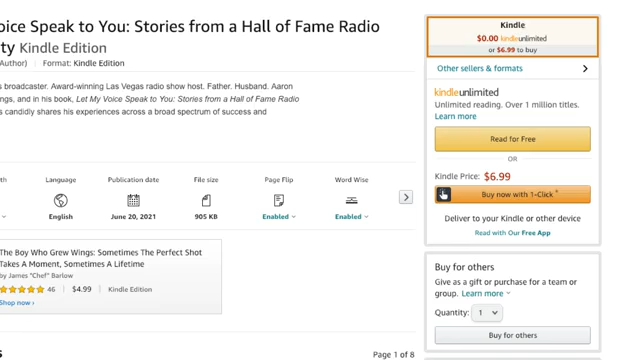 oice Speak to You: Stories from a Hall of Fame Radio
ty Kindle Edition
Author) | Format: Kindle Edition
s broadcaster. Award-winning Las Vegas radio show host. Father. Husband. Aaron
ngs, and in his book, Let My Voice Speak to You: Stories from a Hall of Fame Radio
s candidly shares his experiences across a broad spectrum of success and
th
Language
English
Publication date
June 20, 2021
File size
905 KB
Page Flip
Enabled
Word Wise
Enabled
The Boy Who Grew Wings: Sometimes The Perfect Shot
Takes A Moment, Sometimes A Lifetime
by James "Chef" Barlow
46 | $4.99 | Kindle Edition
Shop now ›
s
Page 1 of 8
Kindle
$0.00 kindleunlimited
or $6.99 to buy
Other sellers & formats
kindleunlimited
Unlimited reading. Over 1 million titles.
Learn more
Read for Free
OR
Kindle Price: $6.99
Buy now with 1-Click *
Deliver to your Kindle or other device
Read with Our Free App
Buy for others
Give as a gift or purchase for a team or
group. Learn more
Quantity: 1
Buy for others